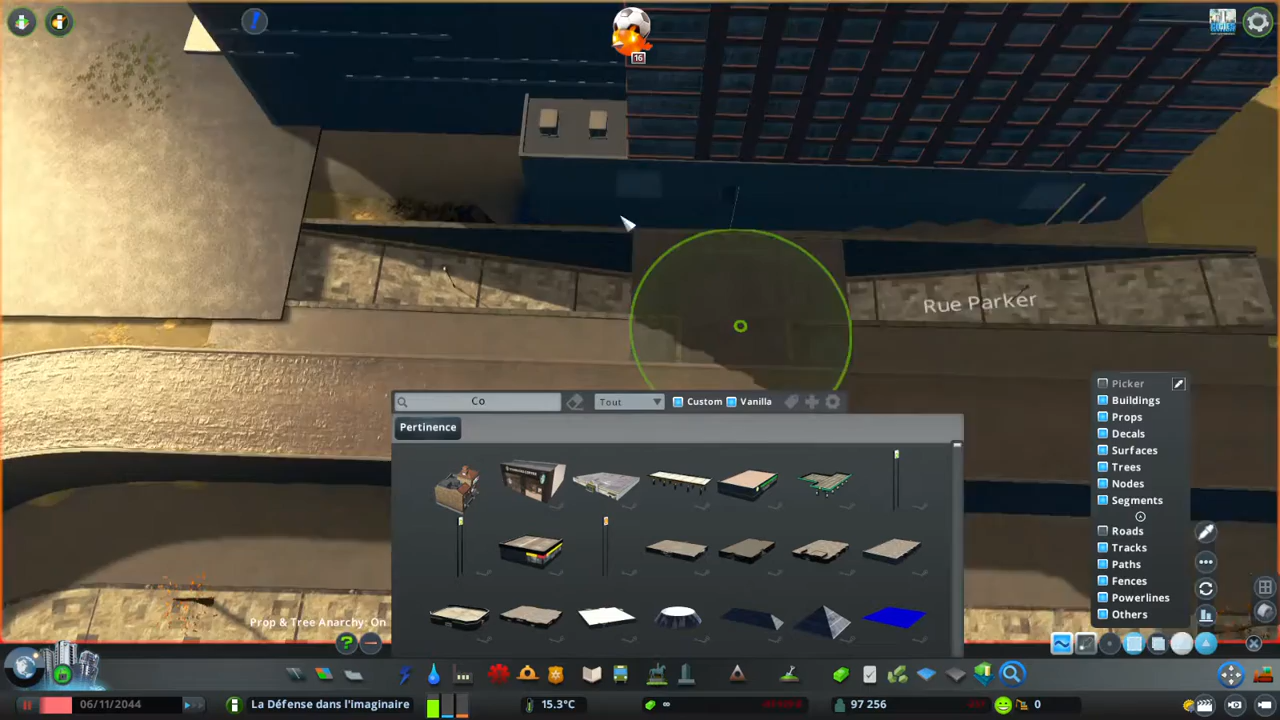 16
Rue Parker
Co
Tout
Custom
Vanilla
Pertinence
Picker
Buildings
Props
Decals
Surfaces
Trees
Nodes
Segments
Roads
Tracks
Paths
Fences
Powerlines
Others
Prop & Tree Anarchy: On
06/11/2044
La Défense dans l'imaginaire
15.3°C
∞
97 256
0